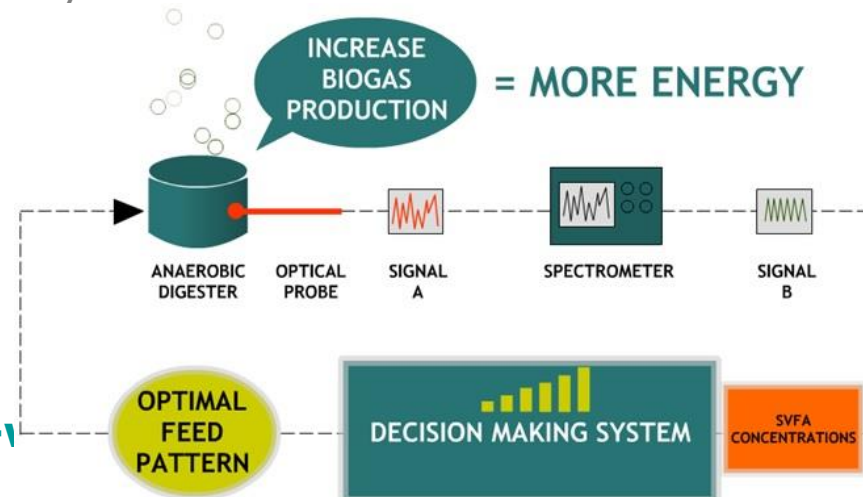 INCREASE
BIOGAS
PRODUCTION
= MORE ENERGY
ANAEROBIC
DIGESTER
OPTICAL
PROBE
SIGNAL
A
SPECTROMETER
SIGNAL
B
OPTIMAL
FEED
PATTERN
DECISION MAKING SYSTEM
SVFA
CONCENTRATIONS